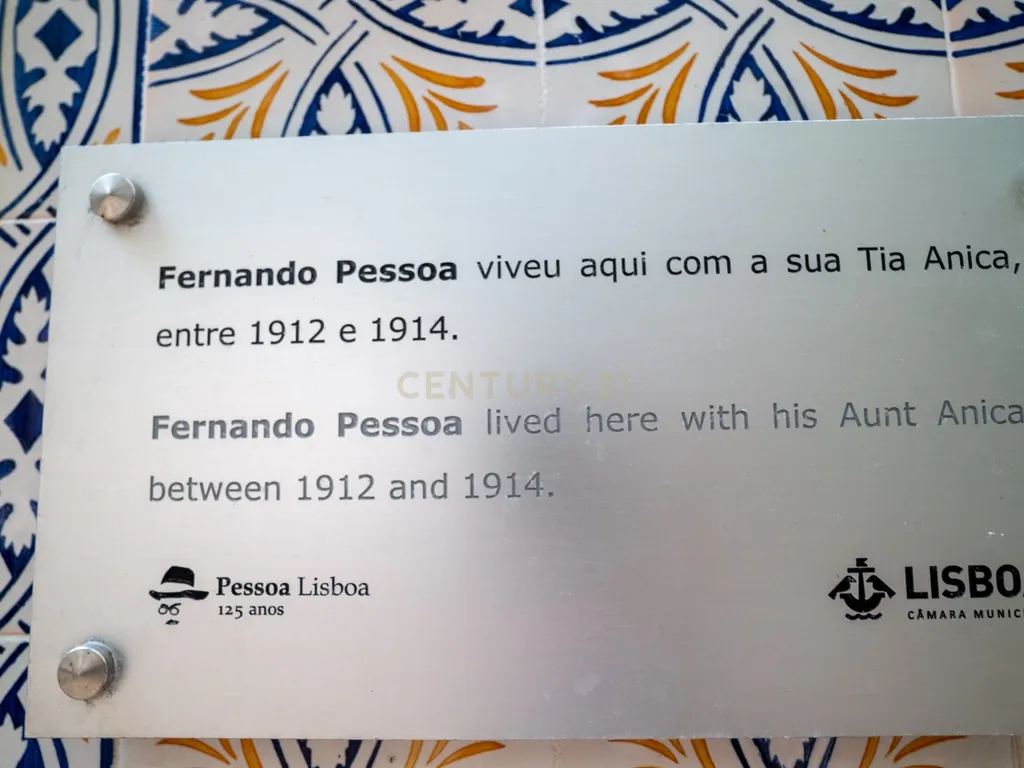 Fernando Pessoa viveu aqui com a sua Tia Anica,
entre 1912 e 1914.
CENTURY 21
Fernando Pessoa lived here with his Aunt Anica
between 1912 and 1914.
Pessoa Lisboa
125 anos
LISBOA
CÂMARA MUNIC